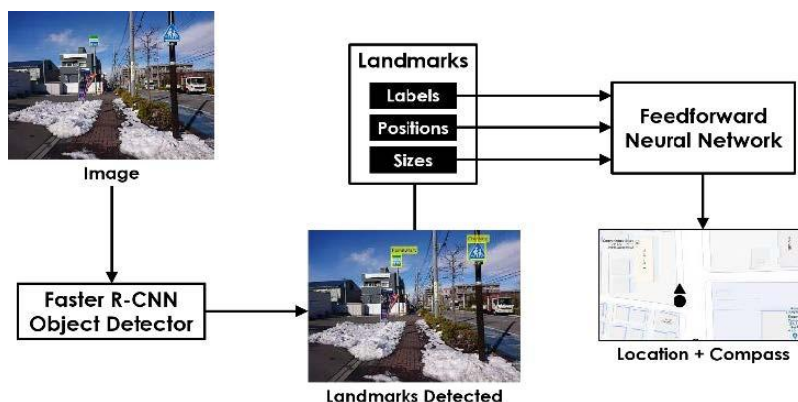 Image
Faster R-CNN
Object Detector
Landmarks Detected
Landmarks
Labels
Positions
Sizes
Feedforward
Neural Network
Location + Compass